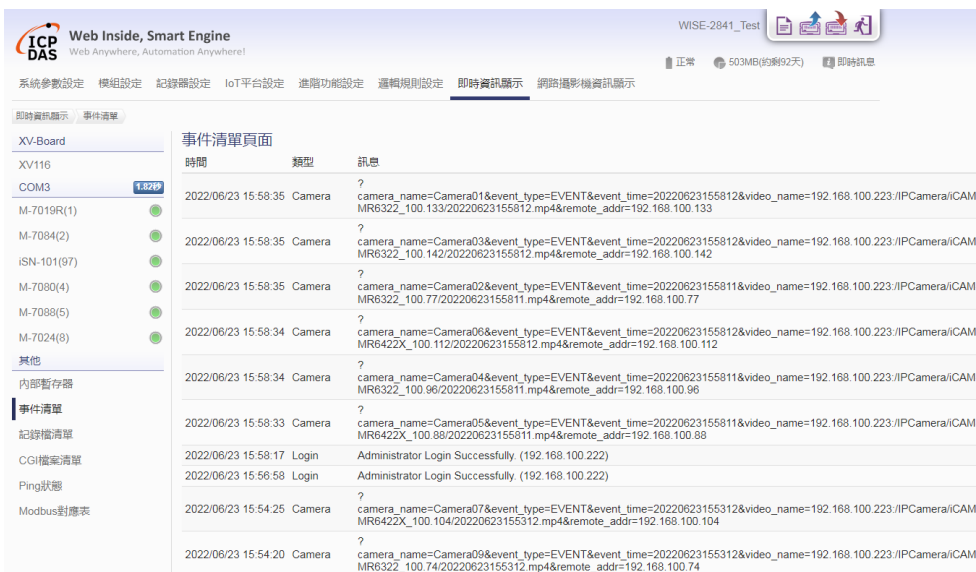 ICP
DAS
Web Inside, Smart Engine
Web Anywhere, Automation Anywhere!
WISE-2841_Test
正常 503MB(約剩92天) 即時訊息
系統參數設定 模組設定 記錄器設定 IoT平台設定 進階功能設定 邏輯規則設定 即時資訊顯示 網路攝影機資訊顯示
即時資訊顯示 事件清單
XV-Board
XV116
COM3 1.82秒
M-7019R(1)
M-7084(2)
iSN-101(97)
M-7080(4)
M-7088(5)
M-7024(8)
其他
內部暫存器
事件清單
記錄檔清單
CGI檔案清單
Ping狀態
Modbus對應表
事件清單頁面
時間 類型 訊息
?
2022/06/23 15:58:35 Camera camera_name=Camera01&event_type=EVENT&event_time=20220623155812&video_name=192.168.100.223:/IPCamera/iCAM
MR6322_100.133/20220623155812.mp4&remote_addr=192.168.100.133
?
2022/06/23 15:58:35 Camera camera_name=Camera03&event_type=EVENT&event_time=20220623155812&video_name=192.168.100.223:/IPCamera/iCAM
MR6322_100.142/20220623155812.mp4&remote_addr=192.168.100.142
?
2022/06/23 15:58:35 Camera camera_name=Camera02&event_type=EVENT&event_time=20220623155811&video_name=192.168.100.223:/IPCamera/iCAM
MR6322_100.77/20220623155811.mp4&remote_addr=192.168.100.77
?
2022/06/23 15:58:34 Camera camera_name=Camera06&event_type=EVENT&event_time=20220623155812&video_name=192.168.100.223:/IPCamera/iCAM
MR6422X_100.112/20220623155812.mp4&remote_addr=192.168.100.112
?
2022/06/23 15:58:34 Camera camera_name=Camera04&event_type=EVENT&event_time=20220623155811&video_name=192.168.100.223:/IPCamera/iCAM
MR6322_100.96/20220623155811.mp4&remote_addr=192.168.100.96
?
2022/06/23 15:58:33 Camera camera_name=Camera05&event_type=EVENT&event_time=20220623155811&video_name=192.168.100.223:/IPCamera/iCAM
MR6422X_100.88/20220623155811.mp4&remote_addr=192.168.100.88
2022/06/23 15:58:17 Login Administrator Login Successfully. (192.168.100.222)
2022/06/23 15:56:58 Login Administrator Login Successfully. (192.168.100.222)
?
2022/06/23 15:54:25 Camera camera_name=Camera07&event_type=EVENT&event_time=20220623155312&video_name=192.168.100.223:/IPCamera/iCAM
MR6422X_100.104/20220623155312.mp4&remote_addr=192.168.100.104
?
2022/06/23 15:54:20 Camera camera_name=Camera09&event_type=EVENT&event_time=20220623155312&video_name=192.168.100.223:/IPCamera/iCAM
MR6322_100.74/20220623155312.mp4&remote_addr=192.168.100.74